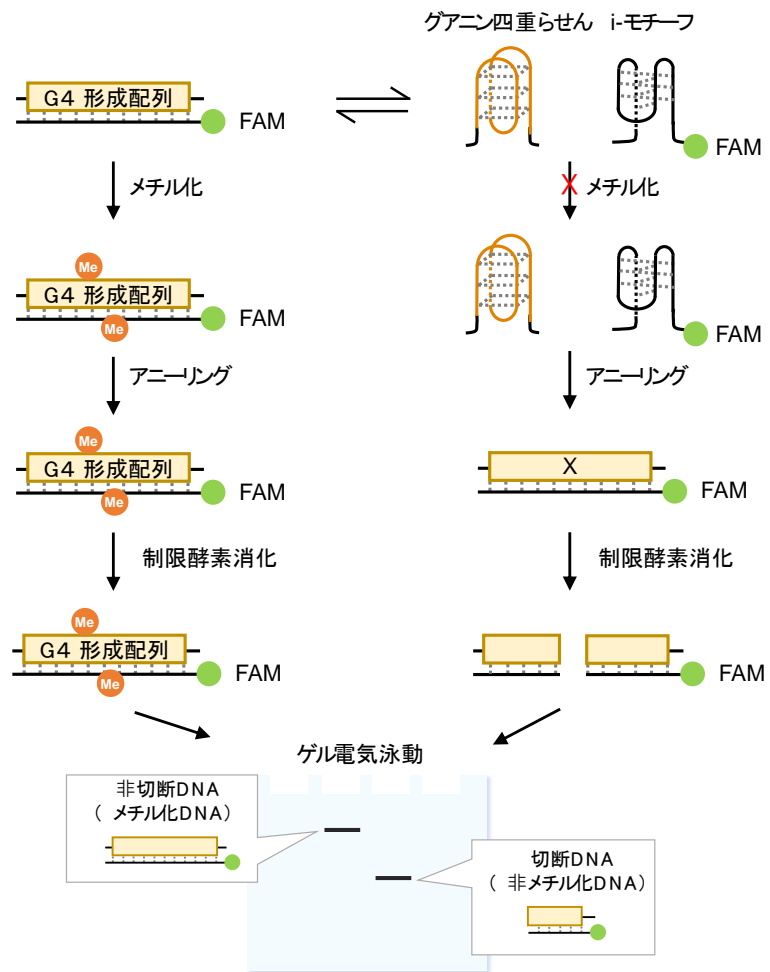 グアニン四重らせん i-モチーフ
G4 形成配列
FAM
FAM
メチル化
X メチル化
Me
G4 形成配列
Me
FAM
FAM
アニーリング
アニーリング
Me
G4 形成配列
Me
FAM
X
FAM
制限酵素消化
制限酵素消化
Me
G4 形成配列
Me
FAM
FAM
ゲル電気泳動
非切断DNA
( メチル化DNA)
切断DNA
( 非メチル化DNA)